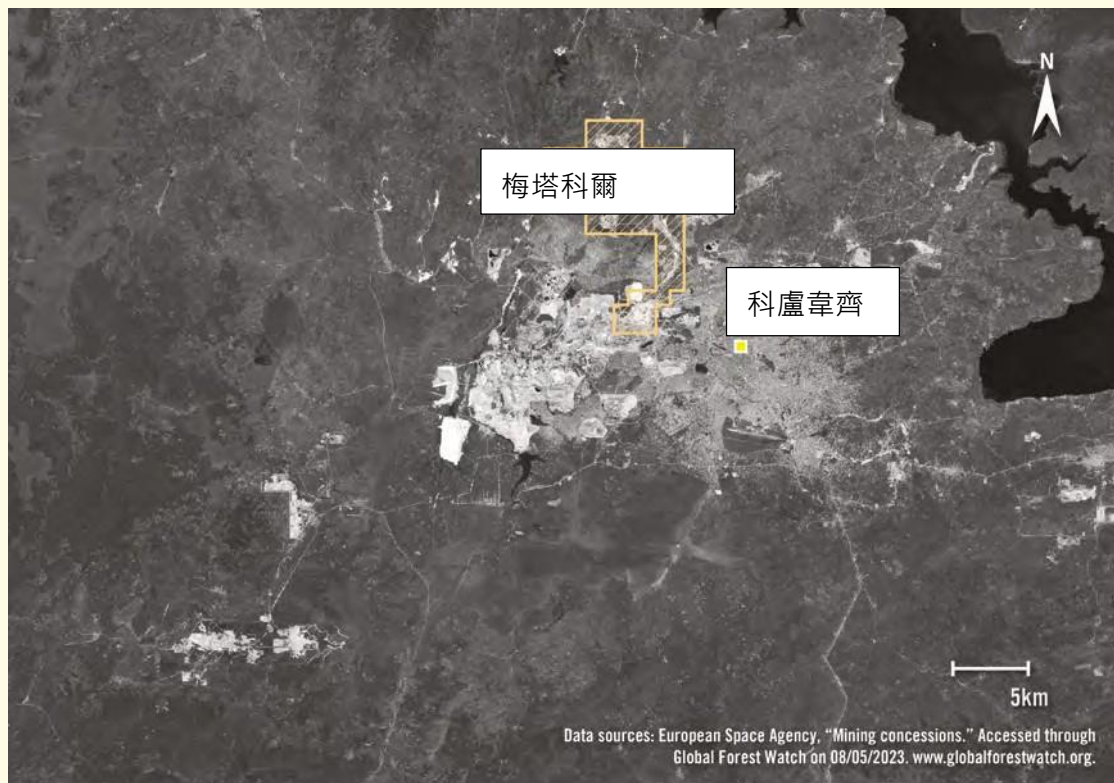 N
梅塔科爾
科盧韋齊
5km
Data sources: European Space Agency, “Mining concessions.” Accessed through
Global Forest Watch on 08/05/2023. www.globalforestwatch.org.